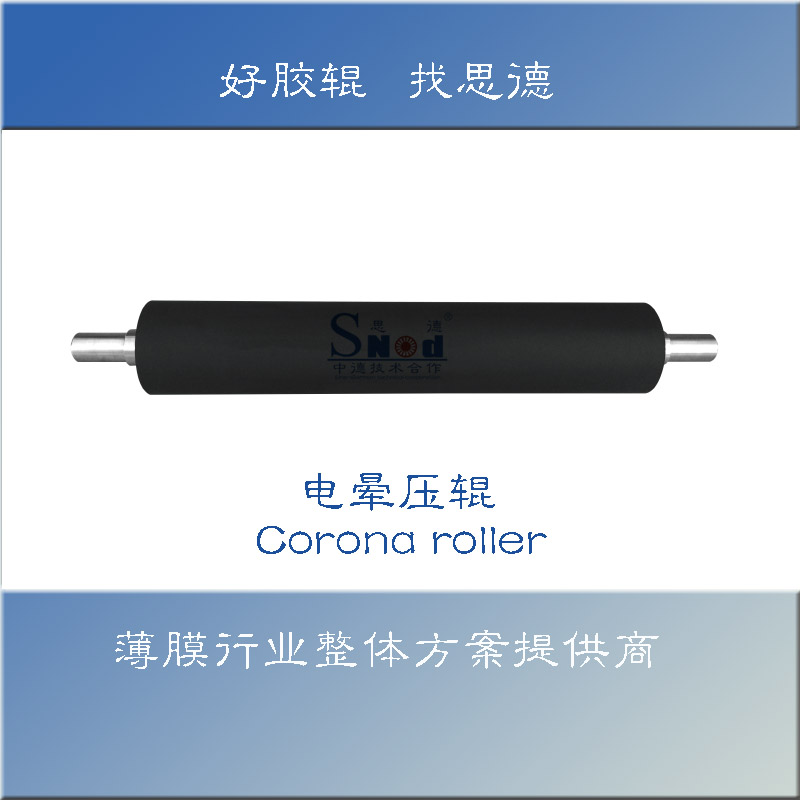 好胶辊 找思德
思德®
SNod
中德技术合作
电晕压辊
Corona roller
薄膜行业整体方案提供商